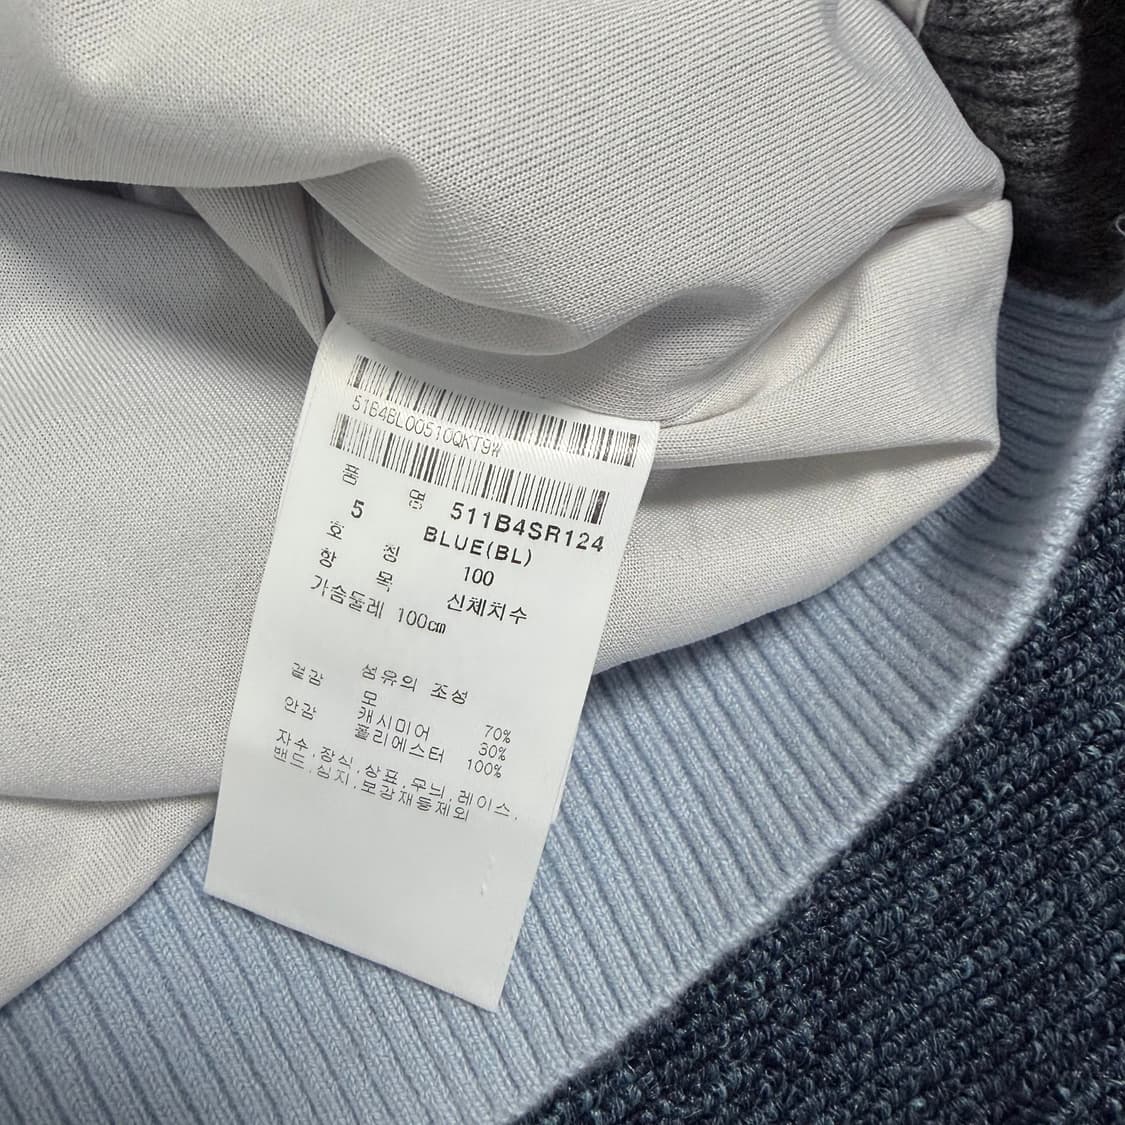 51B4BL00510QKT9W
품 명 511B4SR124
5 BLUE(BL)
호 칭 100
항 목 신체치수
가슴둘레 100cm
섬유의 조성
겉감 모 70%
캐시미어 30%
안감 폴리에스터 100%
자수.장식.상표.무늬.레이스.
밴드.심지.보강재등제외